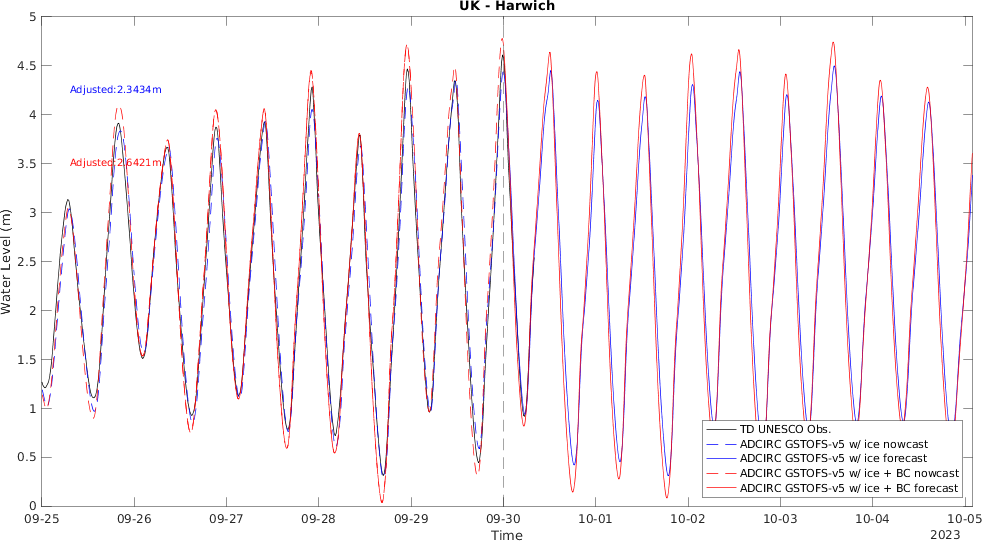 UK - Harwich
5
4.5
4
3.5
3
2.5
2
1.5
1
0.5
0
Water Level (m)
Adjusted:2.3434m
Adjusted:2.6421m
TD UNESCO Obs.
ADCIRC GSTOFS-v5 w/ ice nowcast
ADCIRC GSTOFS-v5 w/ ice forecast
ADCIRC GSTOFS-v5 w/ ice + BC nowcast
ADCIRC GSTOFS-v5 w/ ice + BC forecast
09-25 09-26 09-27 09-28 09-29 09-30 10-01 10-02 10-03 10-04 10-05
Time
2023